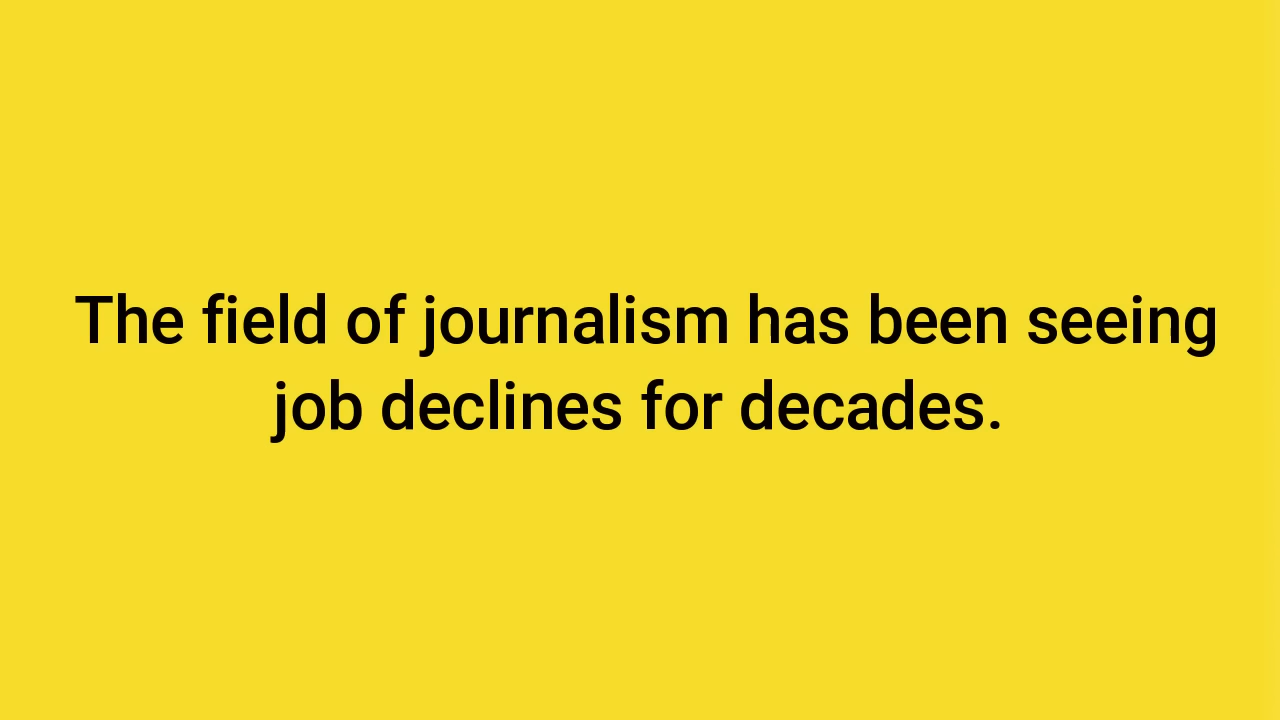 The field of journalism has been seeing
job declines for decades.